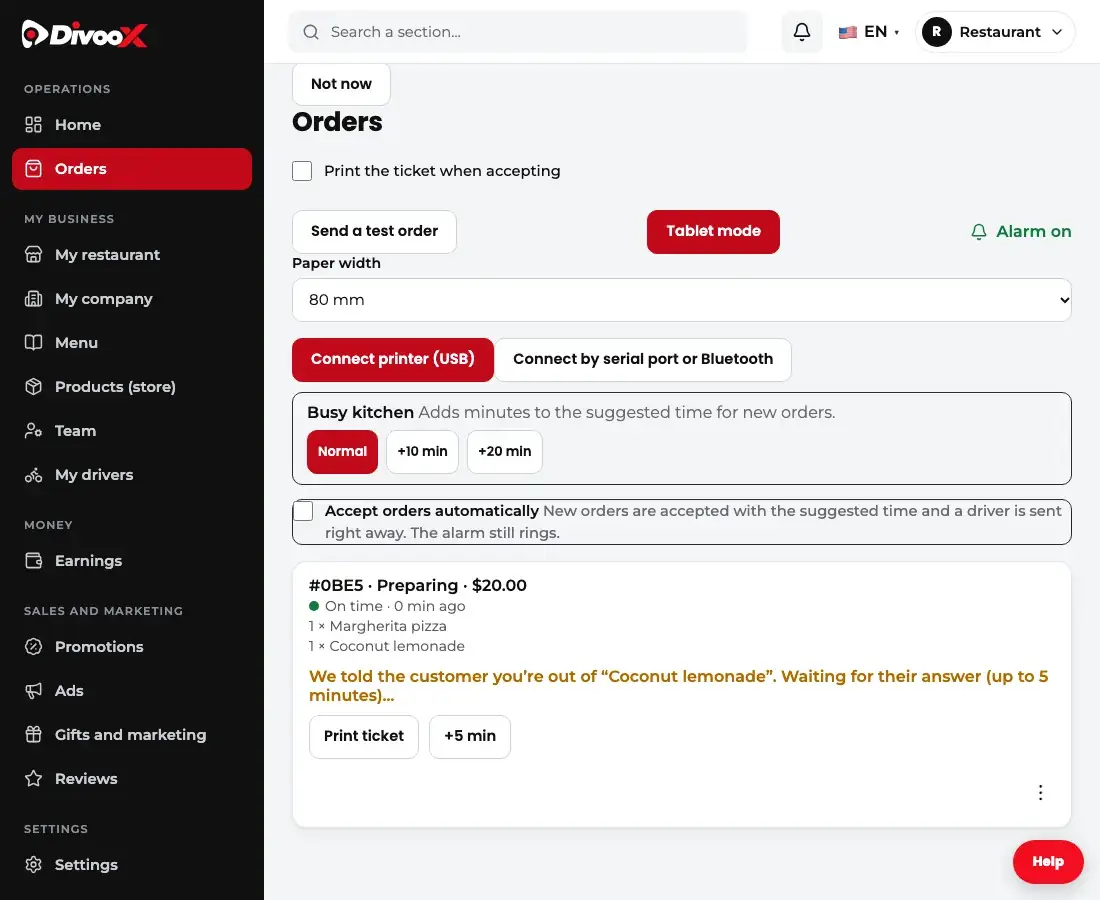 DivooX
Search a section...
EN
R
Restaurant
OPERATIONS
Home
Orders
MY BUSINESS
My restaurant
My company
Menu
Products (store)
Team
My drivers
MONEY
Earnings
SALES AND MARKETING
Promotions
Ads
Gifts and marketing
Reviews
SETTINGS
Settings
Not now
Orders
Print the ticket when accepting
Send a test order
Tablet mode
Alarm on
Paper width
80 mm
Connect printer (USB)
Connect by serial port or Bluetooth
Busy kitchen Adds minutes to the suggested time for new orders.
Normal
+10 min
+20 min
Accept orders automatically New orders are accepted with the suggested time and a driver is sent
right away. The alarm still rings.
#0BE5 · Preparing · $20.00
On time · 0 min ago
1 × Margherita pizza
1 × Coconut lemonade
We told the customer you’re out of “Coconut lemonade”. Waiting for their answer (up to 5
minutes)…
Print ticket
+5 min
Help